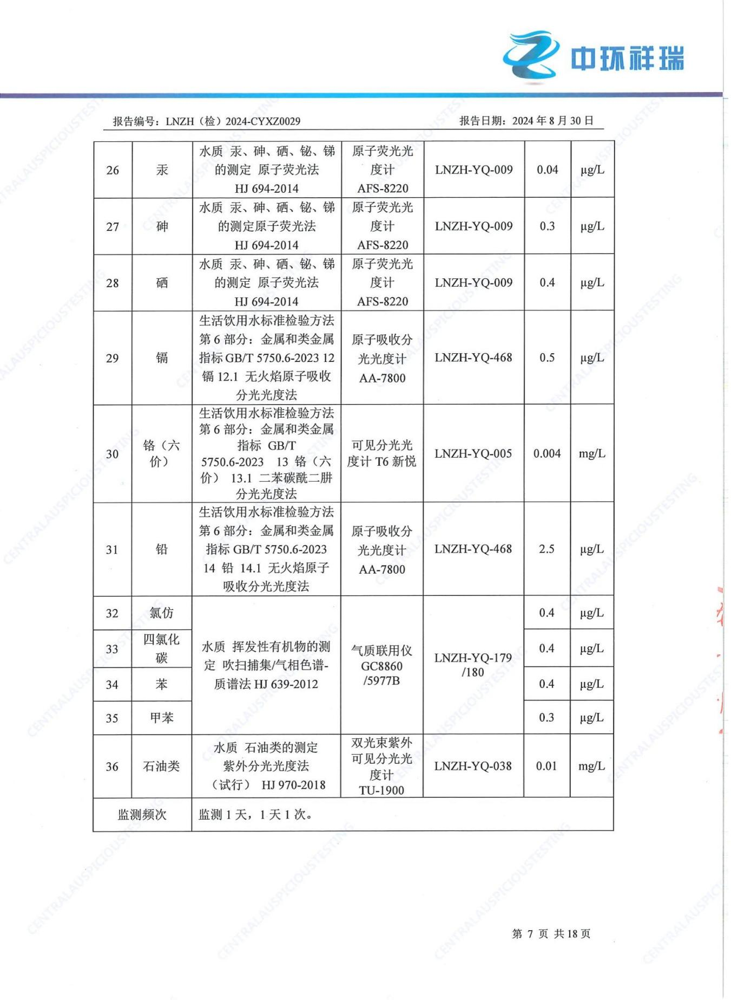 中环祥瑞
报告编号：LNZH（检）2024-CYXZ0029 报告日期：2024 年 8 月 30 日
26 汞 水质 汞、砷、硒、铋、锑
的测定 原子荧光法
HJ 694-2014 原子荧光光
度计
AFS-8220 LNZH-YQ-009 0.04 μg/L
27 砷 水质 汞、砷、硒、铋、锑
的测定原子荧光法
HJ 694-2014 原子荧光光
度计
AFS-8220 LNZH-YQ-009 0.3 μg/L
28 硒 水质 汞、砷、硒、铋、锑
的测定 原子荧光法
HJ 694-2014 原子荧光光
度计
AFS-8220 LNZH-YQ-009 0.4 μg/L
29 镉 生活饮用水标准检验方法
第 6 部分：金属和类金属
指标 GB/T 5750.6-2023 12
镉 12.1 无火焰原子吸收
分光光度法 原子吸收分
光光度计
AA-7800 LNZH-YQ-468 0.5 μg/L
30 铬（六
价） 生活饮用水标准检验方法
第 6 部分：金属和类金属
指标 GB/T
5750.6-2023 13 铬（六
价） 13.1 二苯碳酰二肼
分光光度法 可见分光光
度计 T6 新悦 LNZH-YQ-005 0.004 mg/L
31 铅 生活饮用水标准检验方法
第 6 部分：金属和类金属
指标 GB/T 5750.6-2023
14 铅 14.1 无火焰原子
吸收分光光度法 原子吸收分
光光度计
AA-7800 LNZH-YQ-468 2.5 μg/L
32 氯仿 水质 挥发性有机物的测
定 吹扫捕集/气相色谱-
质谱法 HJ 639-2012 气质联用仪
GC8860
/5977B LNZH-YQ-179
/180 0.4 μg/L
33 四氯化
碳 0.4 μg/L
34 苯 0.4 μg/L
35 甲苯 0.3 μg/L
36 石油类 水质 石油类的测定
紫外分光光度法
（试行） HJ 970-2018 双光束紫外
可见分光光
度计
TU-1900 LNZH-YQ-038 0.01 mg/L
监测频次 监测 1 天，1 天 1 次。
第 7 页 共 18 页
CENTRALAUSPICIOUSTESTING